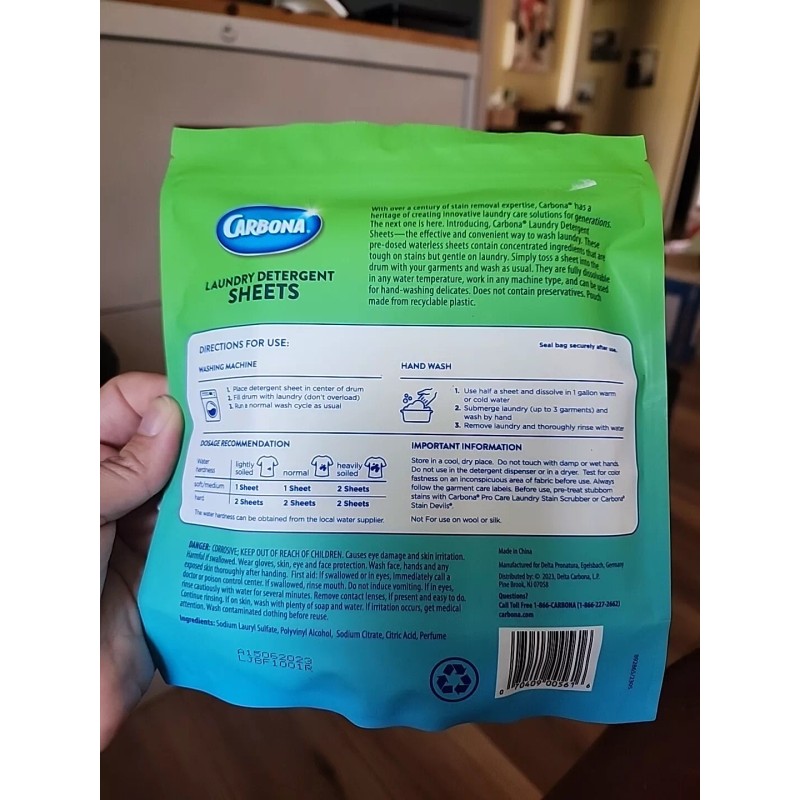 CARBONA®
LAUNDRY DETERGENT
SHEETS
With over a century of stain removal expertise, Carbona® has a
heritage of creating innovative laundry care solutions for generations.
The next one is here. Introducing, Carbona® Laundry Detergent
Sheets—the effective and convenient way to wash laundry. These
pre-dosed waterless sheets contain concentrated ingredients that are
tough on stains but gentle on laundry. Simply toss a sheet into the
drum with your garments and wash as usual. They are fully dissolvable
in any water temperature, work in any machine type, and can be used
for hand-washing delicates. Does not contain preservatives. Pouch
made from recyclable plastic.
DIRECTIONS FOR USE:
Seal bag securely after use.
WASHING MACHINE
1. Place detergent sheet in center of drum
2. Fill drum with laundry (don't overload)
3. Run a normal wash cycle as usual
HAND WASH
1. Use half a sheet and dissolve in 1 gallon warm
or cold water
2. Submerge laundry (up to 3 garments) and
wash by hand
3. Remove laundry and thoroughly rinse with water
DOSAGE RECOMMENDATION
Water hardness lightly soiled normal heavily soiled
soft/medium 1 Sheet 1 Sheet 2 Sheets
hard 2 Sheets 2 Sheets 2 Sheets
The water hardness can be obtained from the local water supplier.
IMPORTANT INFORMATION
Store in a cool, dry place. Do not touch with damp or wet hands.
Do not use in the detergent dispenser or in a dryer. Test for color
fastness on an inconspicuous area of fabric before use. Always
follow the garment care labels. Before use, pre-treat stubborn
stains with Carbona® Pro Care Laundry Stain Scrubber or Carbona®
Stain Devils®.
Not For use on wool or silk.
DANGER: CORROSIVE: KEEP OUT OF REACH OF CHILDREN. Causes eye damage and skin irritation.
Harmful if swallowed. Wear gloves, skin, eye and face protection. Wash face, hands and any
exposed skin thoroughly after handling. First aid: If swallowed or in eyes, immediately call a
doctor or poison control center. If swallowed, rinse mouth. Do not induce vomiting. If in eyes,
rinse cautiously with water for several minutes. Remove contact lenses, if present and easy to do.
Continue rinsing. If on skin, wash with plenty of soap and water. If irritation occurs, get medical
attention. Wash contaminated clothing before reuse.
Ingredients: Sodium Lauryl Sulfate, Polyvinyl Alcohol, Sodium Citrate, Citric Acid, Perfume
A15062023
LJBF1001R
Made in China
Manufactured for Delta Pronatura, Egelsbach, Germany
Distributed by: © 2023, Delta Carbona, L.P.
Pine Brook, NJ 07058
Questions?
Call Toll Free 1-866-CARBONA (1-866-227-2662)
carbona.com
0 70409 00561 6